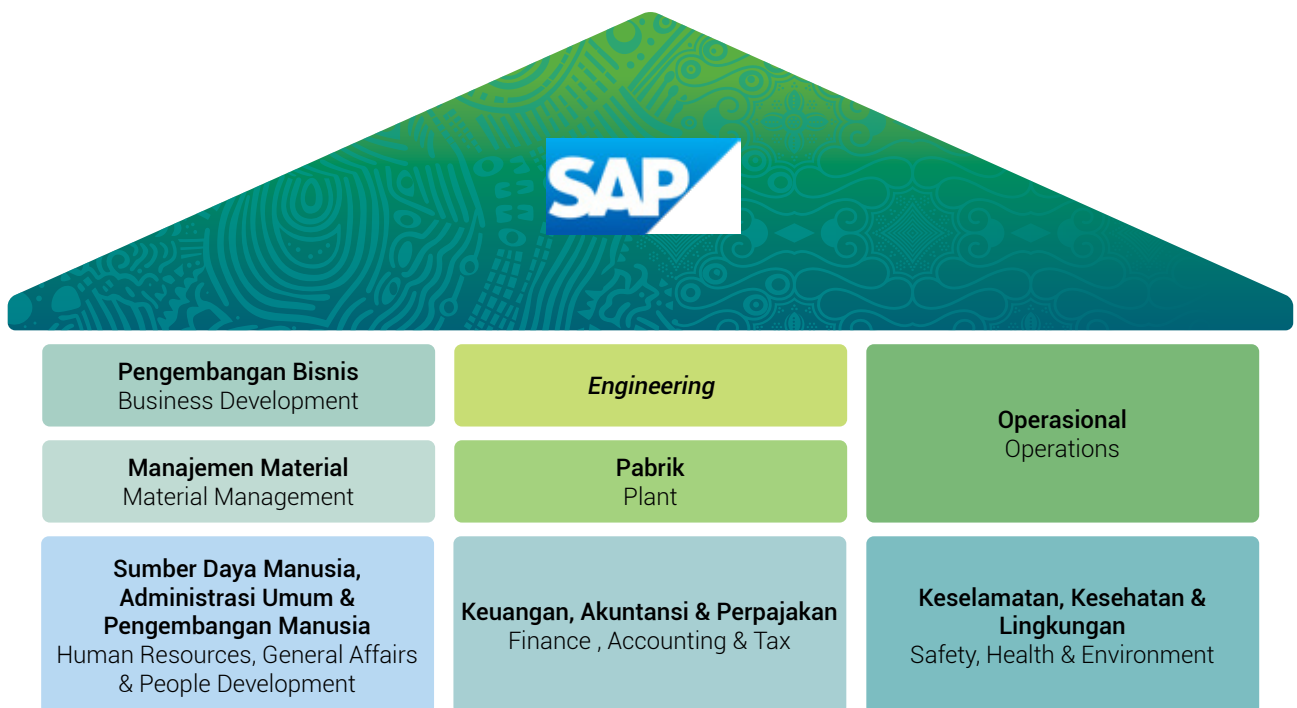 SAP
Pengembangan Bisnis
Business Development
Engineering
Operasional
Operations
Manajemen Material
Material Management
Pabrik
Plant
Sumber Daya Manusia,
Administrasi Umum &
Pengembangan Manusia
Human Resources, General Affairs
& People Development
Keuangan, Akuntansi & Perpajakan
Finance , Accounting & Tax
Keselamatan, Kesehatan &
Lingkungan
Safety, Health & Environment